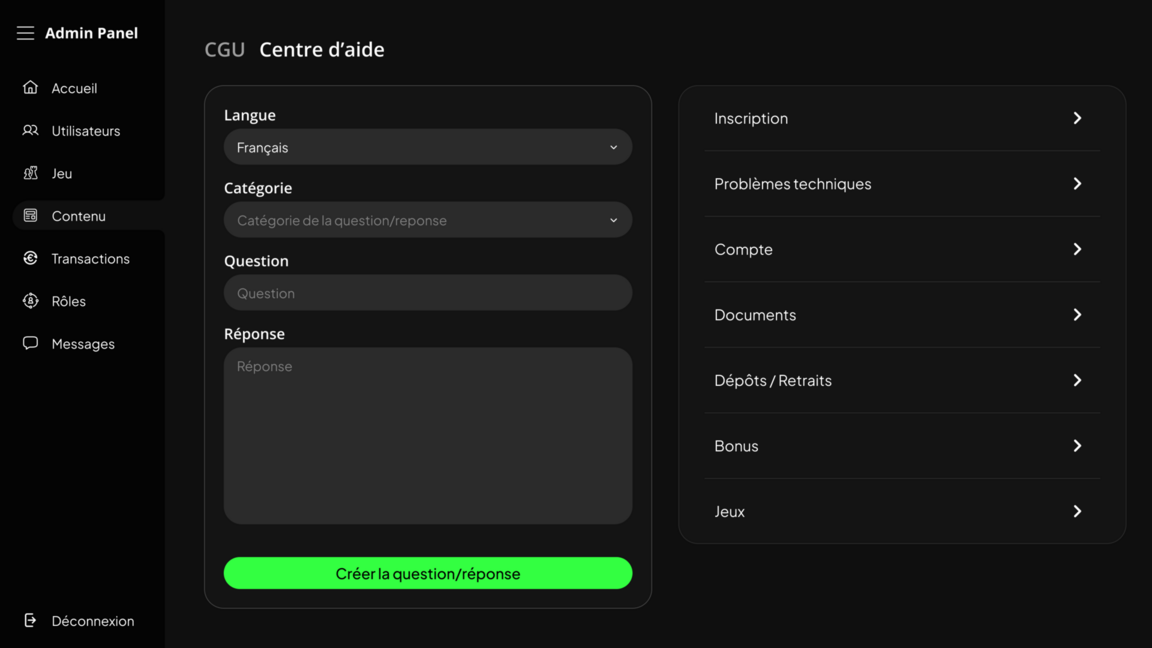 Admin Panel
Accueil
Utilisateurs
Jeu
Contenu
Transactions
Rôles
Messages
Déconnexion
CGU Centre d’aide
Langue
Français
Catégorie
Catégorie de la question/reponse
Question
Question
Réponse
Réponse
Créer la question/réponse
Inscription
Problèmes techniques
Compte
Documents
Dépôts / Retraits
Bonus
Jeux